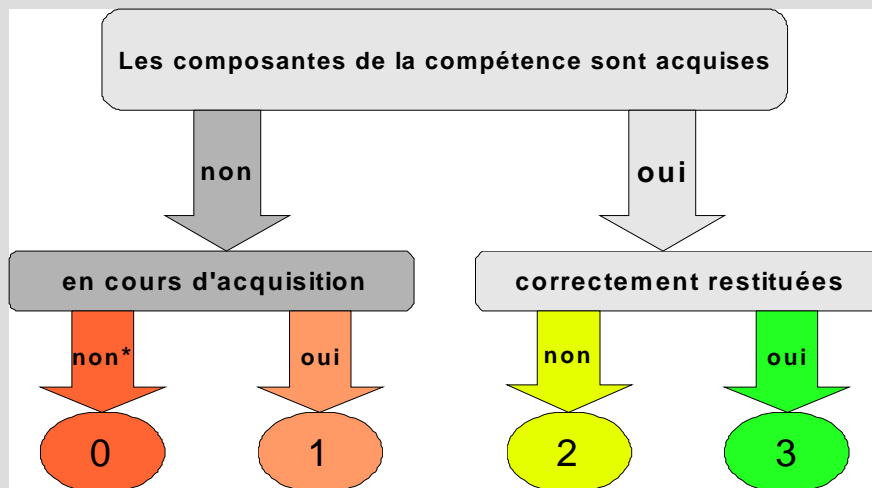 Les composantes de la compétence sont acquises
non
oui
en cours d'acquisition
correctement restituées
non*
oui
non
oui
0
1
2
3